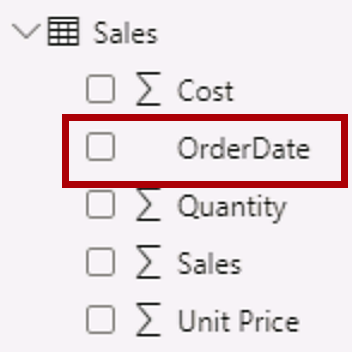 Sales
Cost
OrderDate
Quantity
Sales
Unit Price